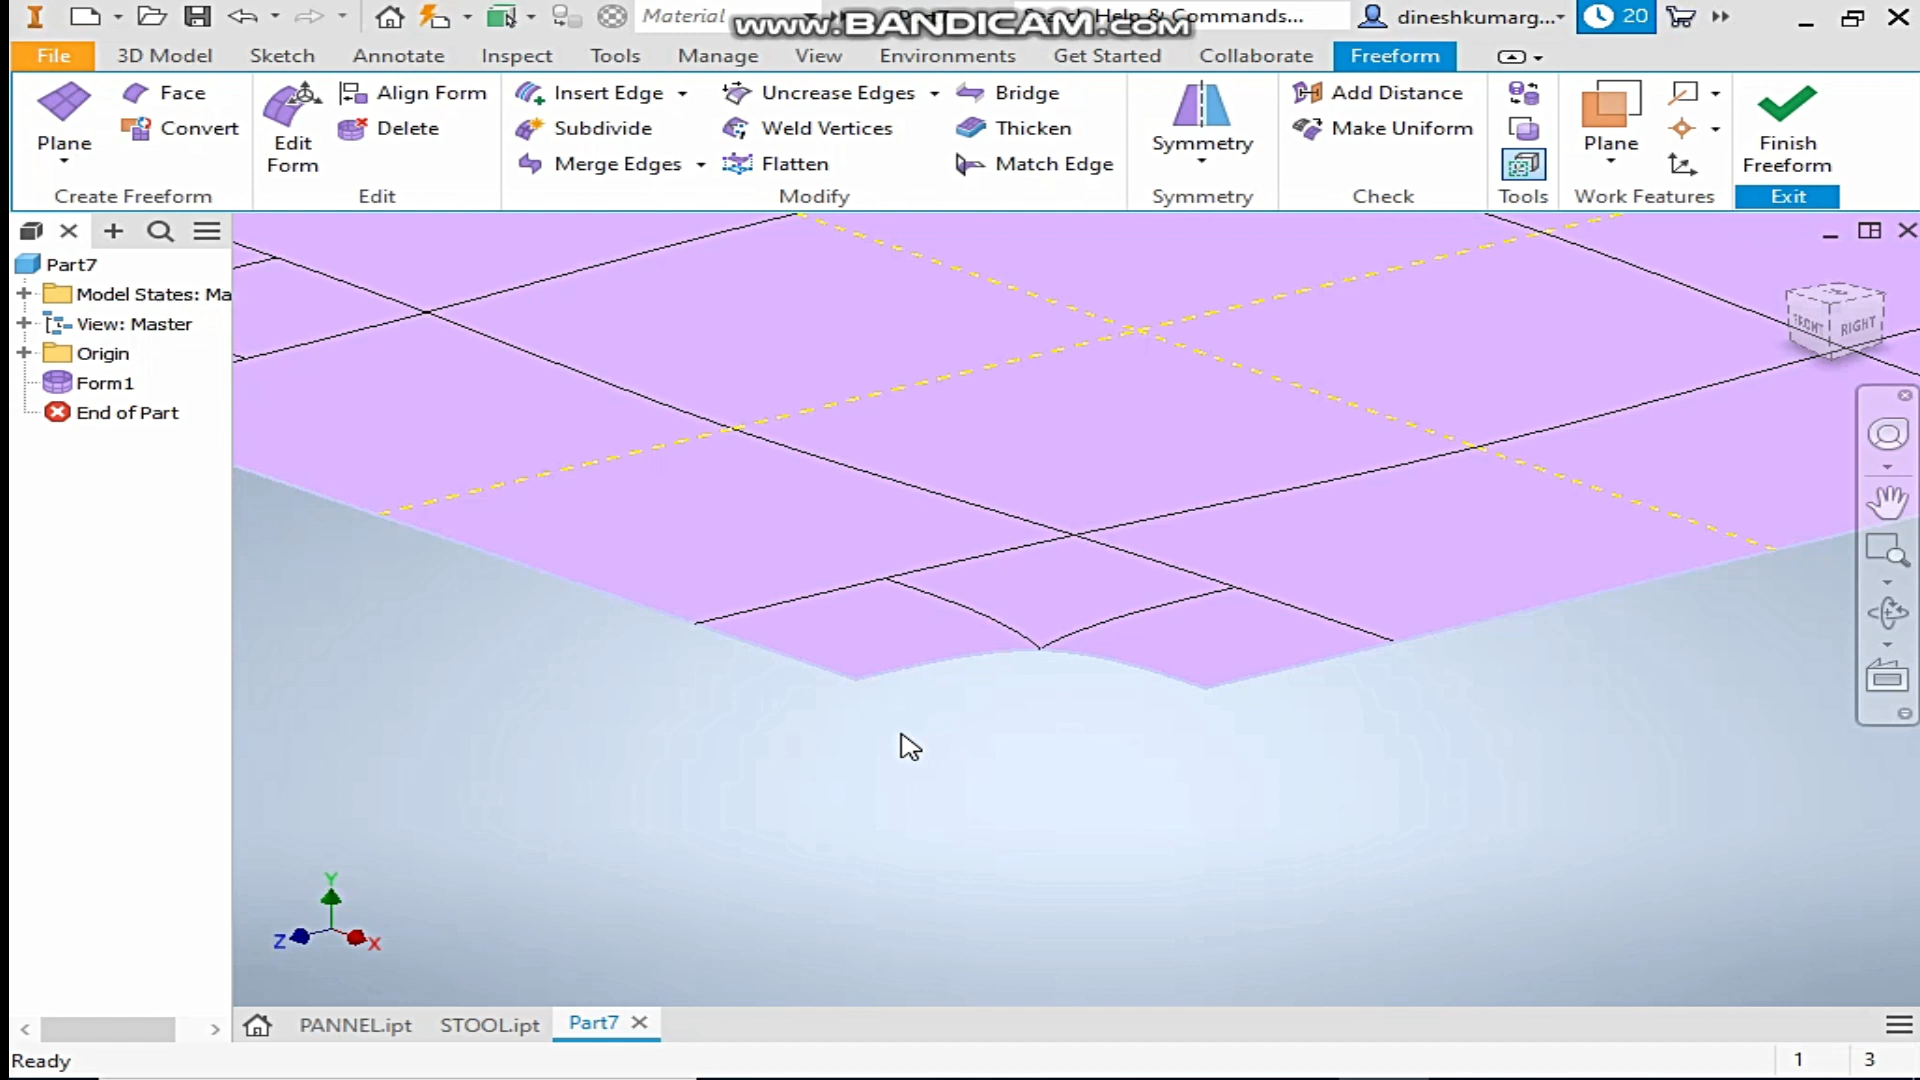 Material
Search Help & Commands...
dineshkumarg...
20
www.BANDICAM.com
File
3D Model
Sketch
Annotate
Inspect
Tools
Manage
View
Environments
Get Started
Collaborate
Freeform
Plane
Face
Convert
Create Freeform
Edit
Form
Align Form
Delete
Edit
Insert Edge
Subdivide
Merge Edges
Uncrease Edges
Weld Vertices
Flatten
Bridge
Thicken
Match Edge
Modify
Symmetry
Symmetry
Add Distance
Make Uniform
Check
Tools
Plane
Work Features
Finish
Freeform
Exit
Part7
Model States: Ma
View: Master
Origin
Form1
End of Part
FRONT
RIGHT
Y
Z
X
PANNEL.ipt
STOOL.ipt
Part7
Ready
1
3